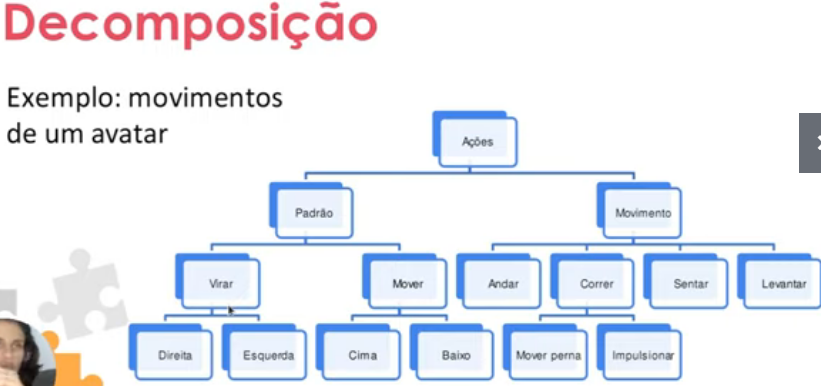 Decomposição
Exemplo: movimentos
de um avatar
Ações
Padrão
Movimento
Virar
Mover
Andar
Correr
Sentar
Levantar
Direita
Esquerda
Cima
Baixo
Mover perna
Impulsionar